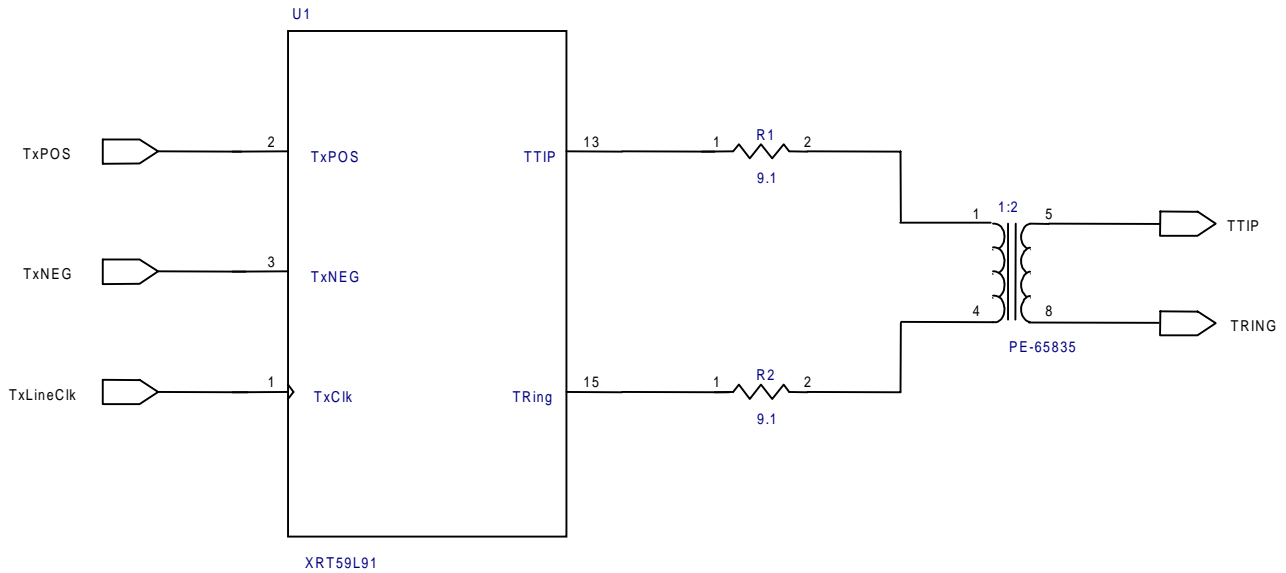 U1
TxPOS
2
TxPOS
TTIP
13
1
R1
2
9.1
1:2
1
5
TTIP
TxNEG
3
TxNEG
4
8
TRING
PE-65835
TxLineClk
1
TxClk
TRing
15
1
R2
2
9.1
XRT59L91